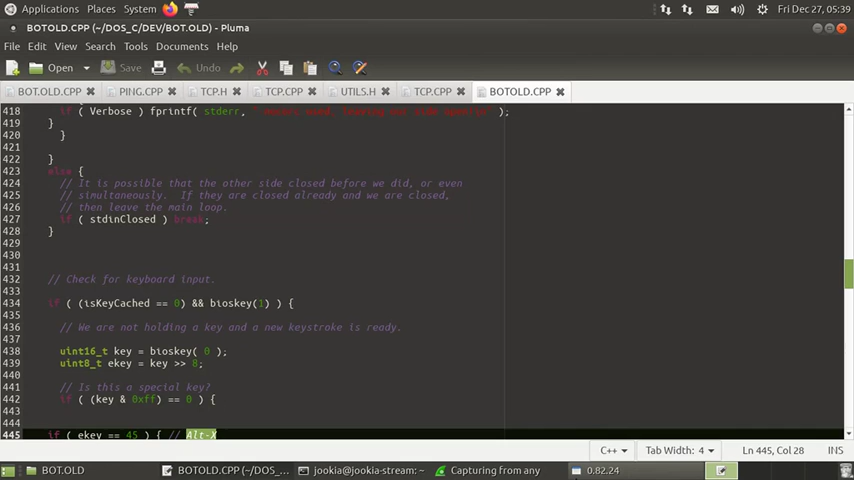 Applications Places System Fri Dec 27, 05:39
BOTOLD.CPP (~/DOS_C/DEV/BOT.OLD) - Pluma
File Edit View Search Tools Documents Help
Open Save Undo
BOT.OLD.CPP PING.CPP TCP.H TCP.CPP UTILS.H TCP.CPP BOTOLD.CPP
418 if ( Verbose ) fprintf( stderr, );
419 }
420 }
421
422 }
423 else {
424 // It is possible that the other side closed before we did, or even
425 // simultaneously. If they are closed already and we are closed,
426 // then leave the main loop.
427 if ( stdinClosed ) break;
428 }
429
430
431
432 // Check for keyboard input.
433
434 if ( (isKeyCached == 0) && bioskey(1) ) {
435
436 // We are not holding a key and a new keystroke is ready.
437
438 uint16_t key = bioskey( 0 );
439 uint8_t ekey = key >> 8;
440
441 // Is this a special key?
442 if ( (key & 0xff) == 0 ) {
443
444
445 if ( ekey == 45 ) { // Alt-X
C++ Tab Width: 4 Ln 445, Col 28 INS
BOT.OLD BOTOLD.CPP (~/DOS_... jookia@jookia-stream: ~ Capturing from any 0.82.24